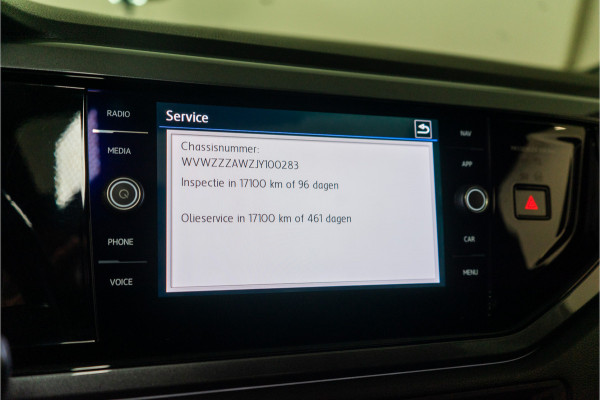 Service
Chassisnummer:
WVWZZZAWZJY100283
Inspectie in 17100 km of 96 dagen
Olieservice in 17100 km of 461 dagen
RADIO
MEDIA
PHONE
VOICE
NAV
APP
CAR
MENU